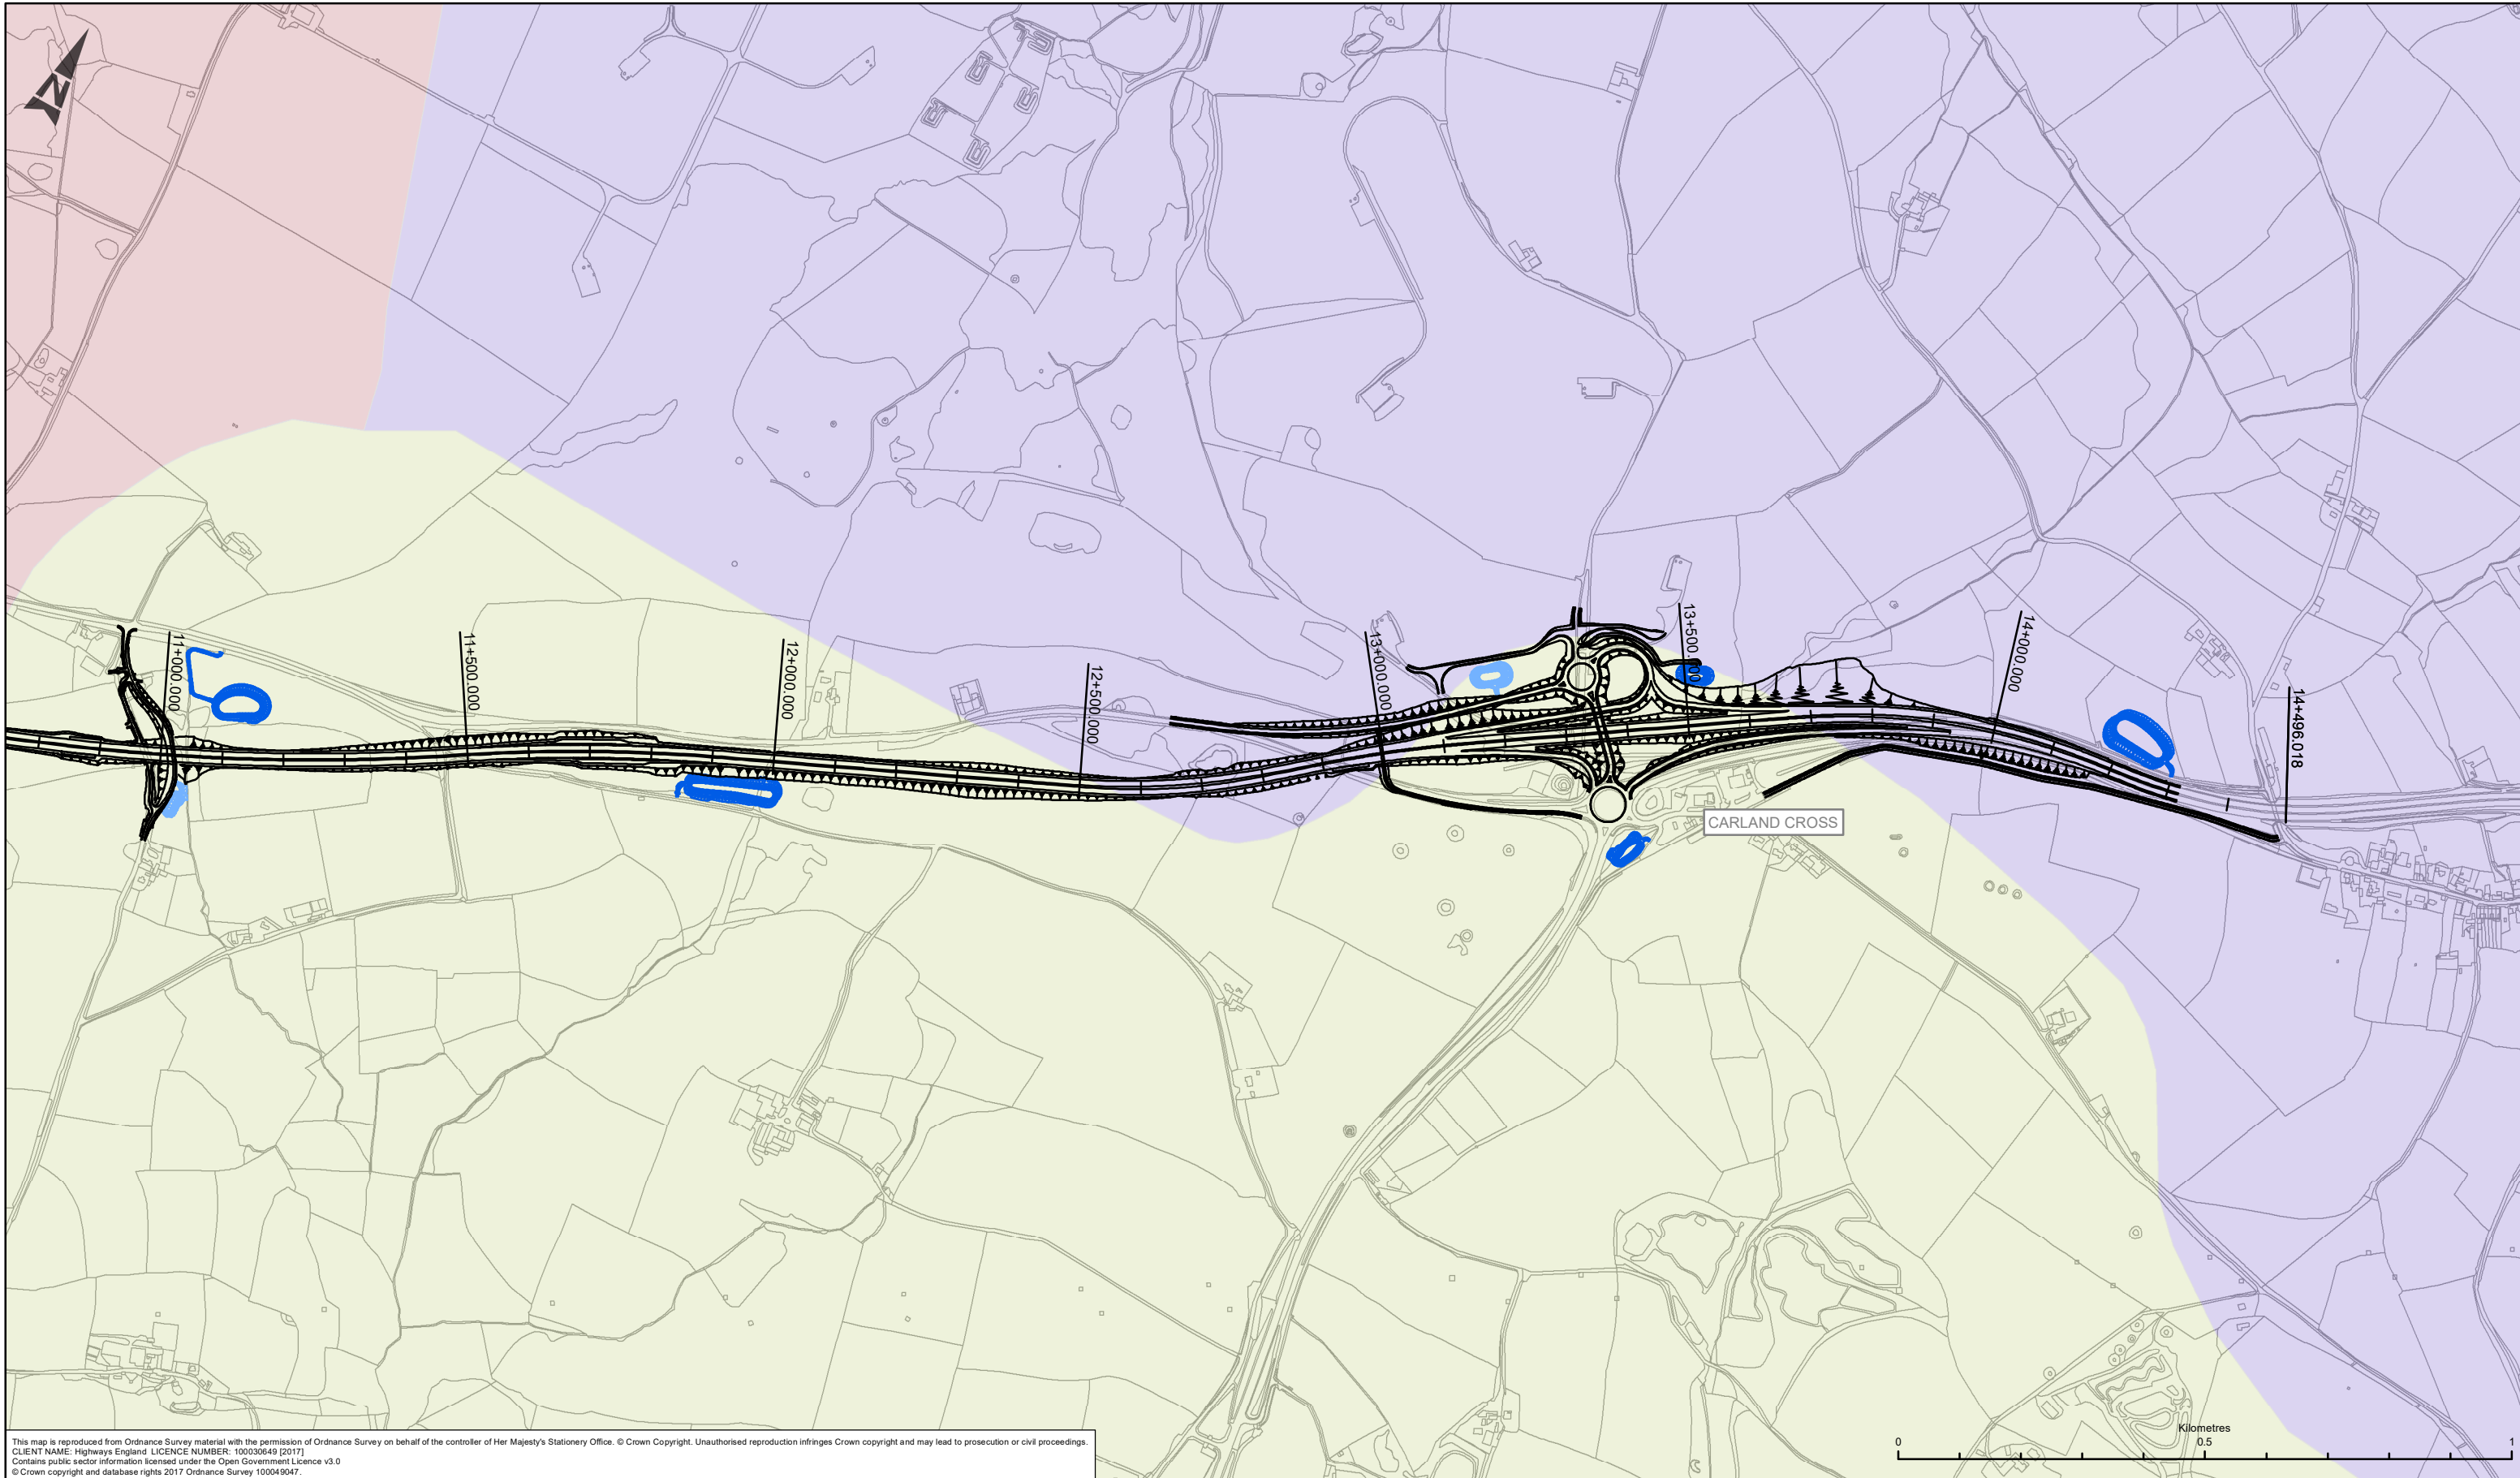 N
11+000.000
11+500.000
12+000.000
12+500.000
13+000.000
13+500.000
14+000.000
14+496.018
CARLAND CROSS
Kilometres
0 0.5 1
This map is reproduced from Ordnance Survey material with the permission of Ordnance Survey on behalf of the controller of Her Majesty's Stationery Office. © Crown Copyright. Unauthorised reproduction infringes Crown copyright and may lead to prosecution or civil proceedings.
CLIENT NAME: Highways England LICENCE NUMBER: 100030649 [2017]
Contains public sector information licensed under the Open Government Licence v3.0
© Crown copyright and database rights 2017 Ordnance Survey 100049047.